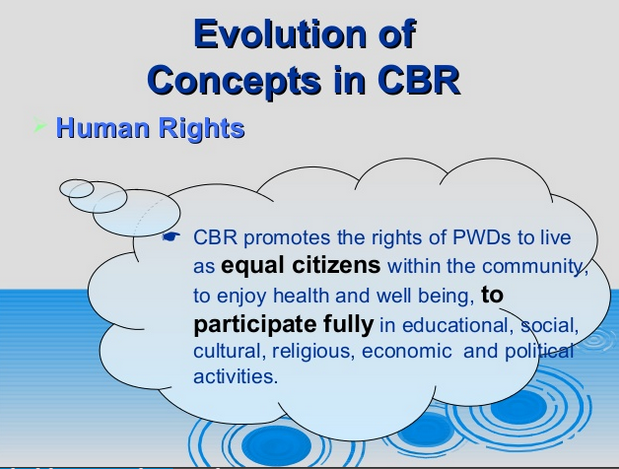 Evolution of
Concepts in CBR
Human Rights
CBR promotes the rights of PWDs to live
as equal citizens within the community,
to enjoy health and well being, to
participate fully in educational, social,
cultural, religious, economic and political
activities.